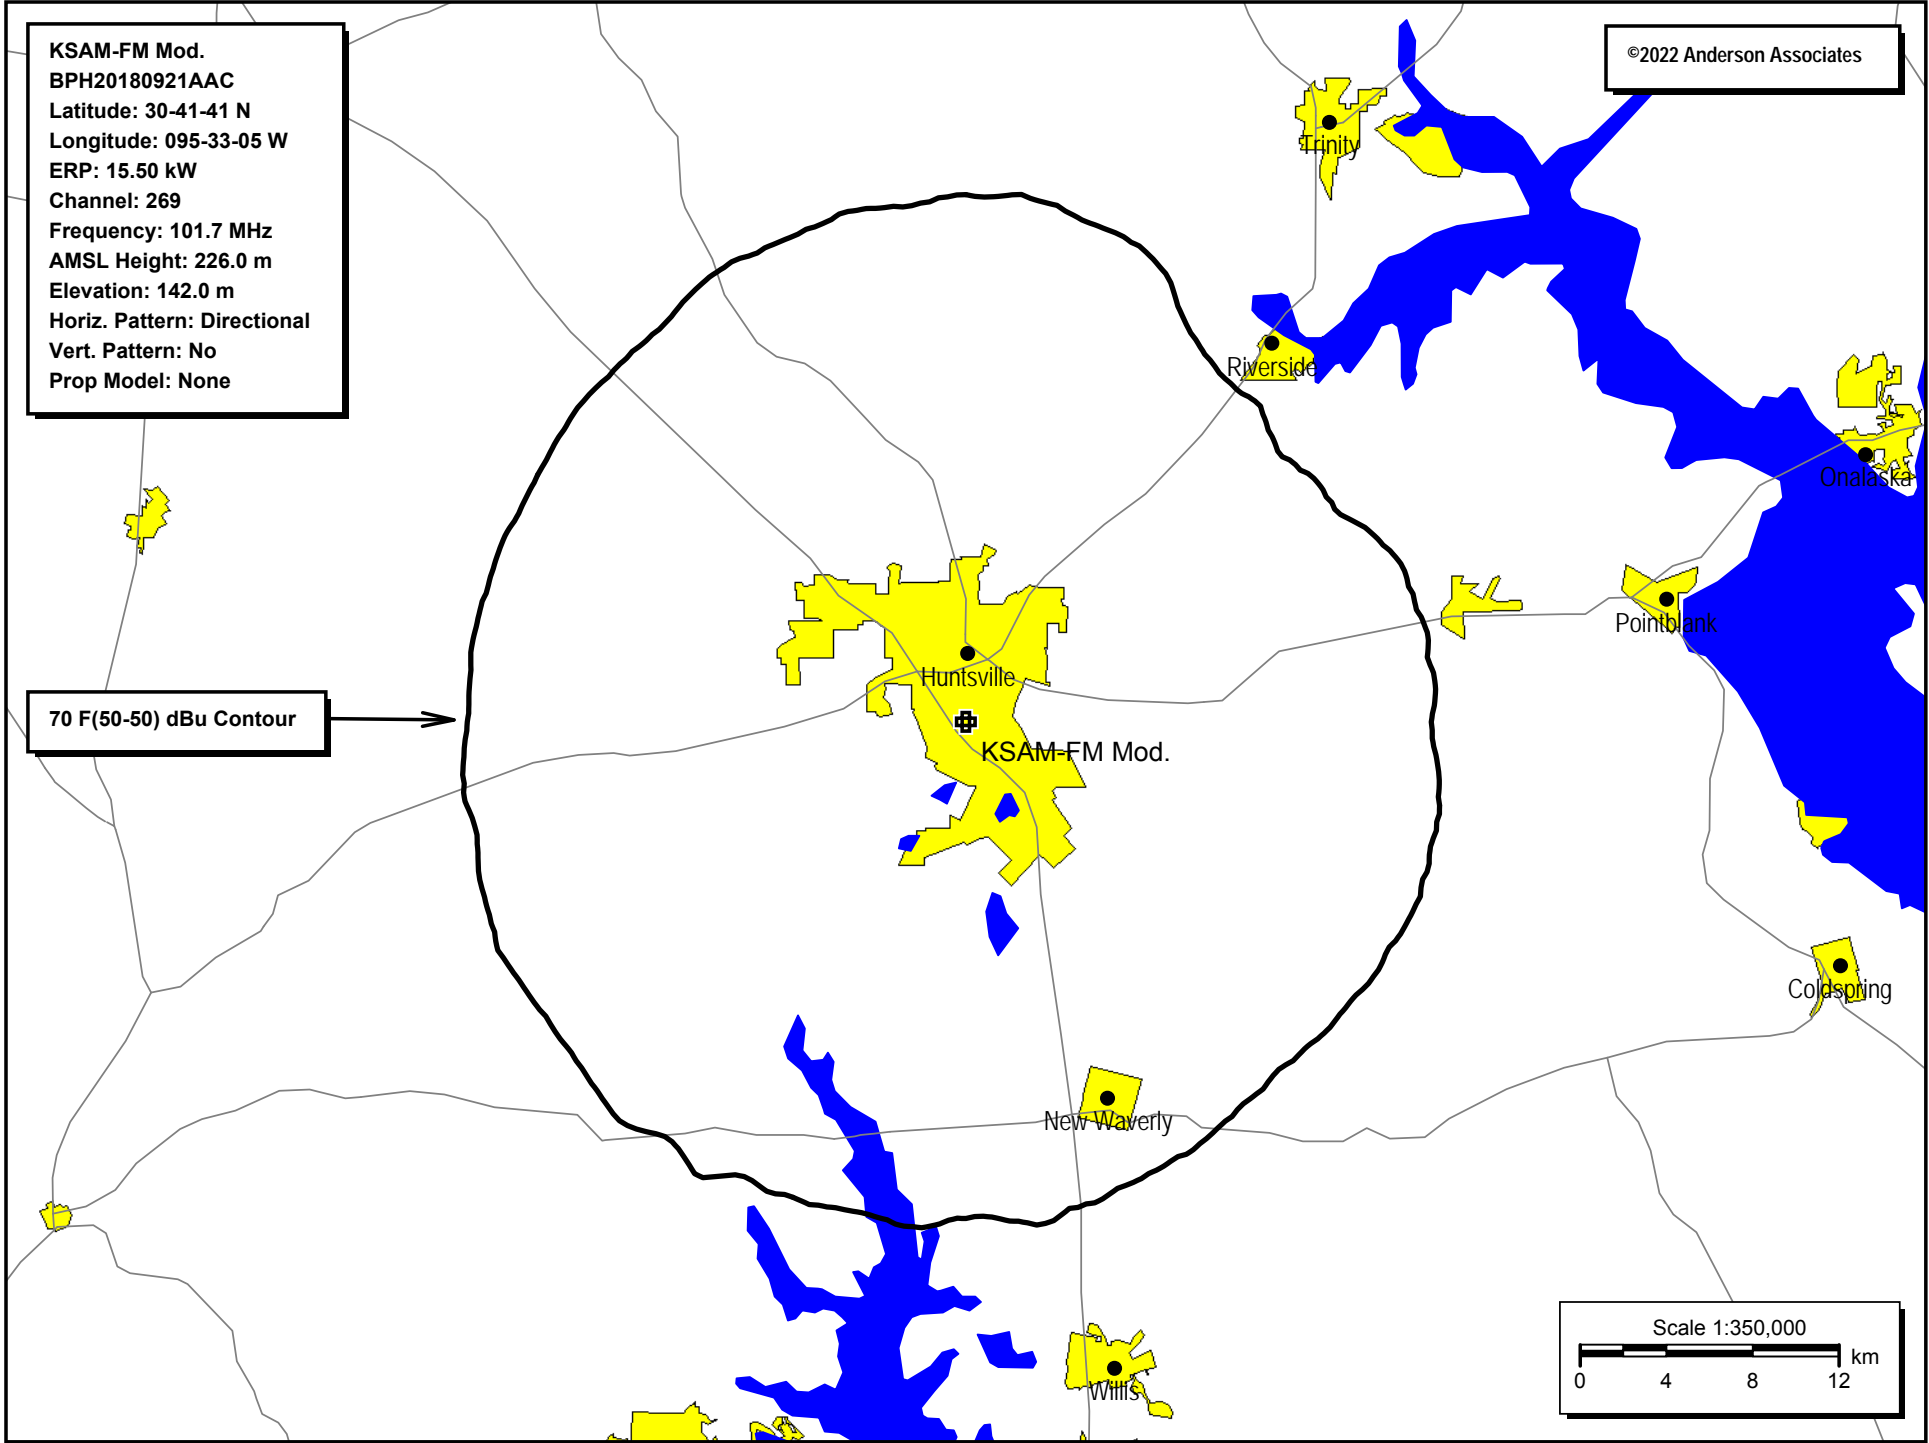 KSAM-FM Mod.
BPH20180921AAC
Latitude: 30-41-41 N
Longitude: 095-33-05 W
ERP: 15.50 kW
Channel: 269
Frequency: 101.7 MHz
AMSL Height: 226.0 m
Elevation: 142.0 m
Horiz. Pattern: Directional
Vert. Pattern: No
Prop Model: None
©2022 Anderson Associates
Trinity
Riverside
Onalaska
Pointblank
Huntsville
70 F(50-50) dBu Contour
KSAM-FM Mod.
Coldspring
New Waverly
Willis
Scale 1:350,000
km
0 4 8 12